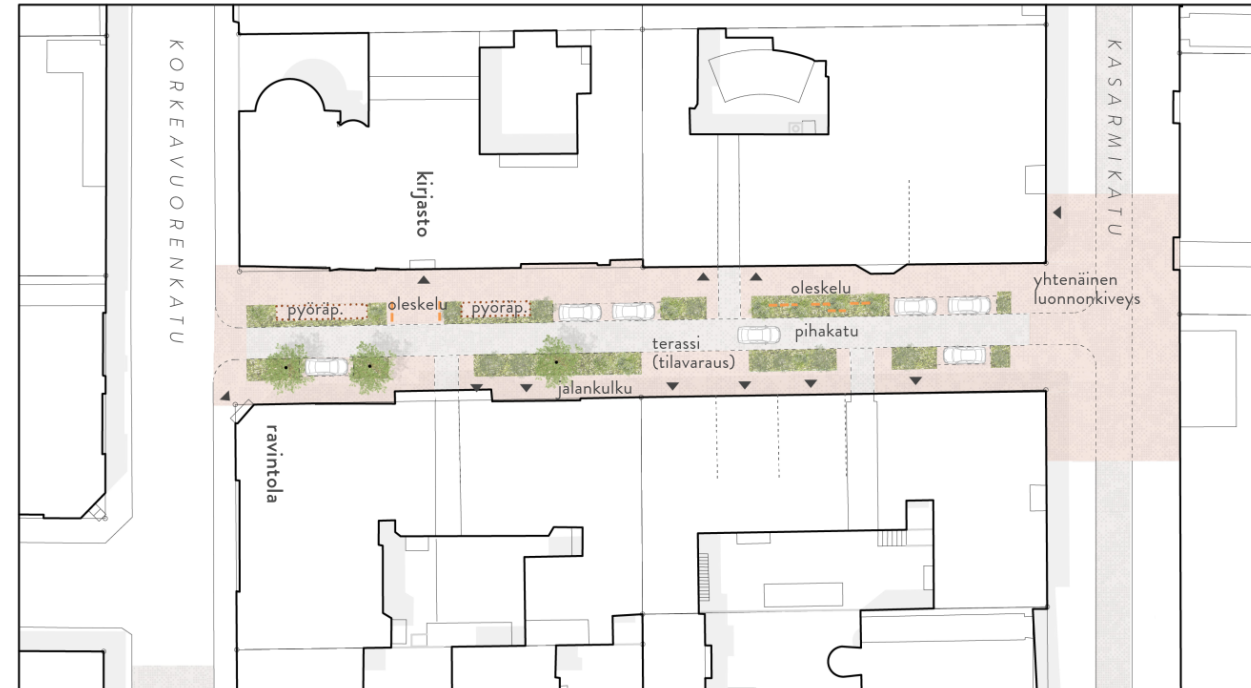 KORKEAVUORENKATU
KASARMIKATU
kirjasto
yhtenäinen
luonnonkiveys
oleskelu
oleskelu
pyöräp.
pyöräp.
pihakatu
terassi
(tilavaraus)
jalankulku
ravintola